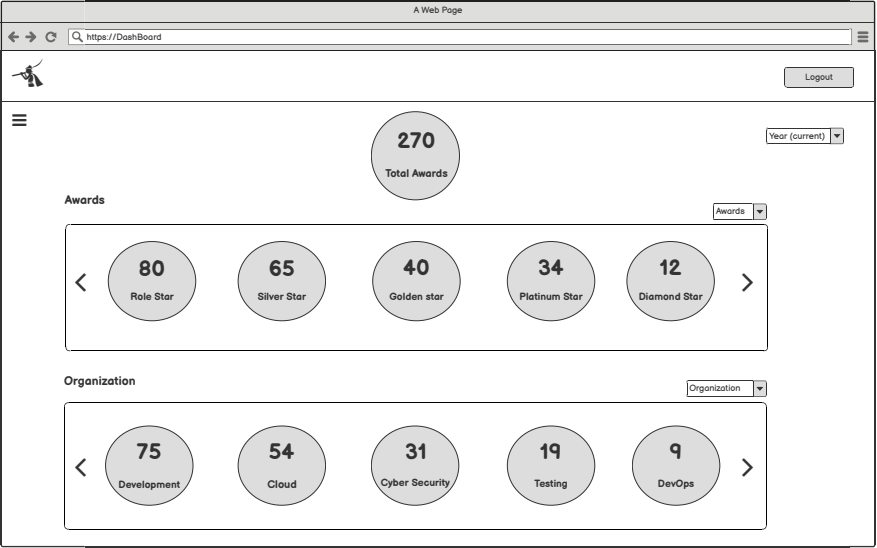 A Web Page
https://DashBoard
Logout
Year (current)
270
Total Awards
Awards
Awards
80
Role Star
65
Silver Star
40
Golden star
34
Platinum Star
12
Diamond Star
Organization
Organization
75
Development
54
Cloud
31
Cyber Security
19
Testing
9
DevOps